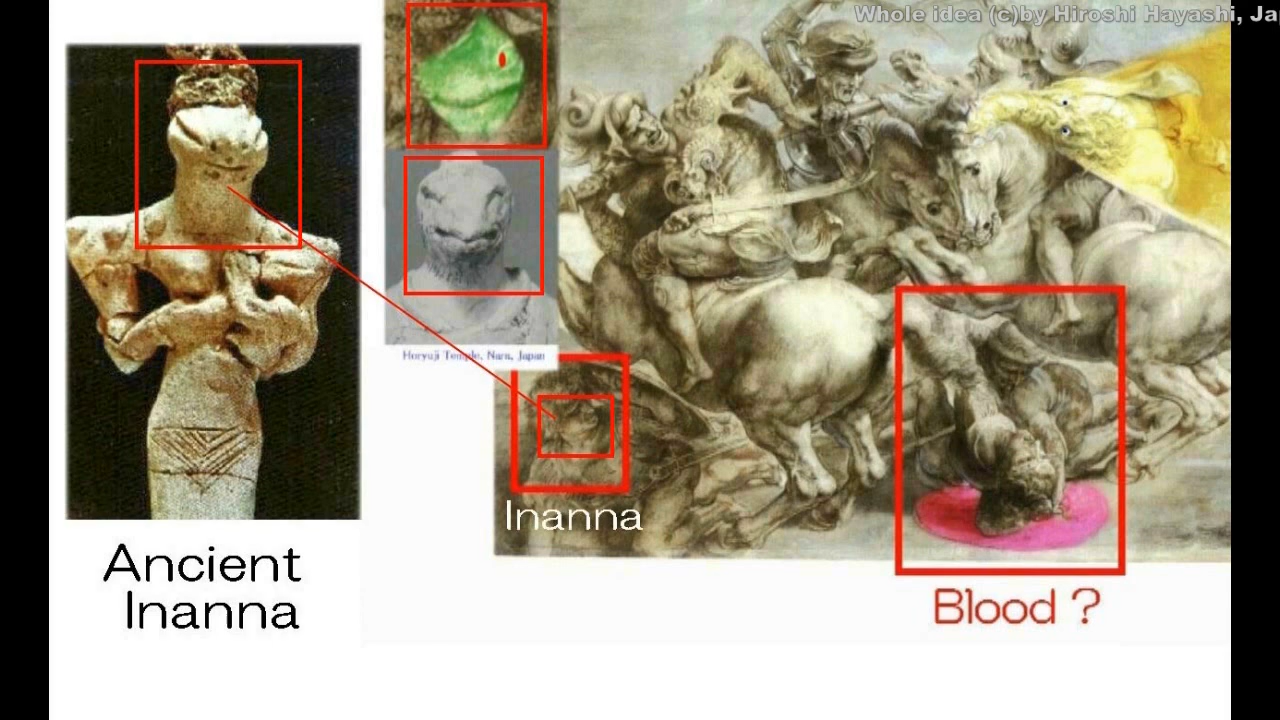 Whole idea (c)by Hiroshi Hayashi, Ja
Horyuji Temple, Nara, Japan
Inanna
Ancient
Inanna
Blood ?